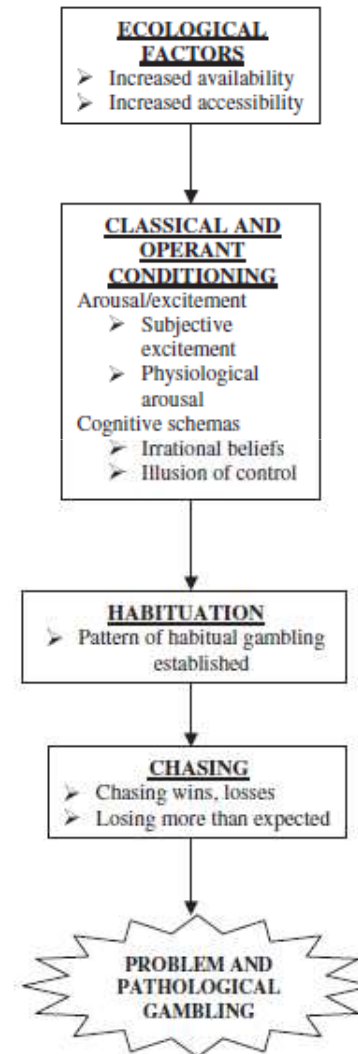 ECOLOGICAL
FACTORS
➢ Increased availability
➢ Increased accessibility
CLASSICAL AND
OPERANT
CONDITIONING
Arousal/excitement
➢ Subjective
excitement
➢ Physiological
arousal
Cognitive schemas
➢ Irrational beliefs
➢ Illusion of control
HABITUATION
➢ Pattern of habitual gambling
established
CHASING
➢ Chasing wins, losses
➢ Losing more than expected
PROBLEM AND
PATHOLOGICAL
GAMBLING